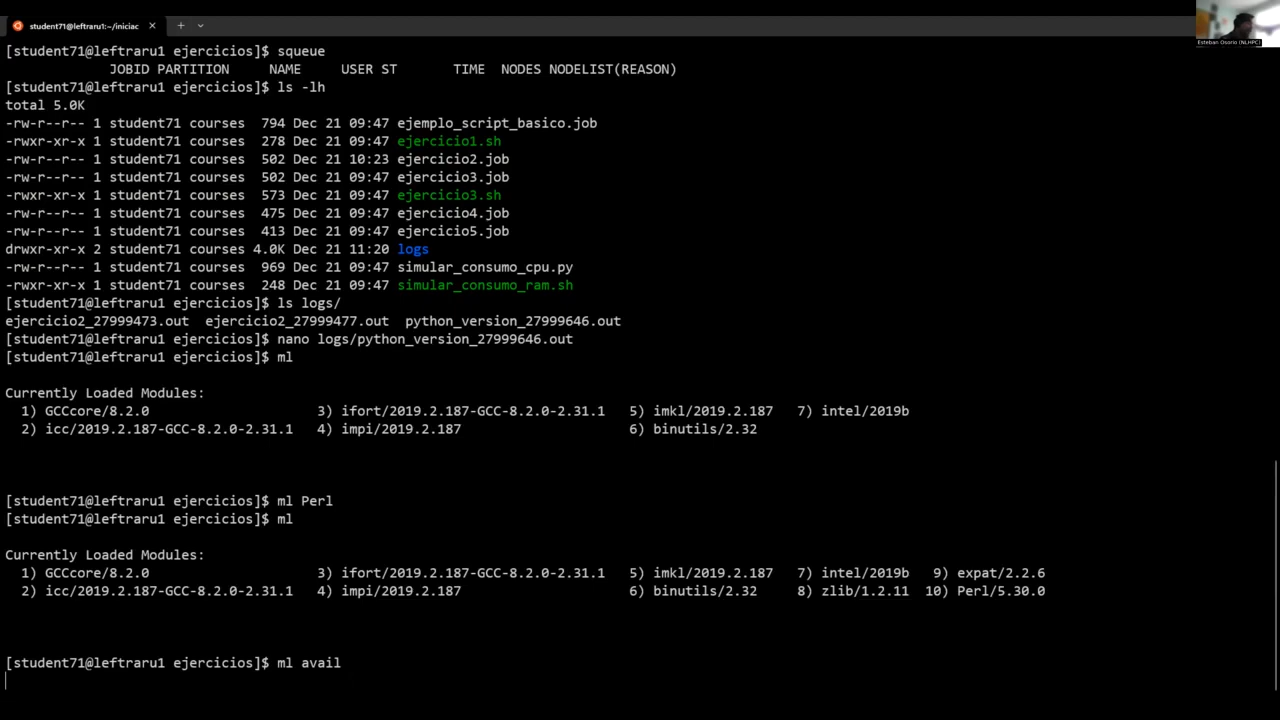 student71@leftraru1:~/iniciac
[student71@leftraru1 ejercicios]$ squeue
JOBID PARTITION NAME USER ST TIME NODES NODELIST(REASON)
[student71@leftraru1 ejercicios]$ ls -lh
total 5.0K
-rw-r--r-- 1 student71 courses 794 Dec 21 09:47 ejemplo_script_basico.job
-rwxr-xr-x 1 student71 courses 278 Dec 21 09:47 ejercicio1.sh
-rw-r--r-- 1 student71 courses 502 Dec 21 10:23 ejercicio2.job
-rw-r--r-- 1 student71 courses 502 Dec 21 09:47 ejercicio3.job
-rwxr-xr-x 1 student71 courses 573 Dec 21 09:47 ejercicio3.sh
-rw-r--r-- 1 student71 courses 475 Dec 21 09:47 ejercicio4.job
-rw-r--r-- 1 student71 courses 413 Dec 21 09:47 ejercicio5.job
drwxr-xr-x 2 student71 courses 4.0K Dec 21 11:20 logs
-rw-r--r-- 1 student71 courses 969 Dec 21 09:47 simular_consumo_cpu.py
-rwxr-xr-x 1 student71 courses 248 Dec 21 09:47 simular_consumo_ram.sh
[student71@leftraru1 ejercicios]$ ls logs/
ejercicio2_27999473.out ejercicio2_27999477.out python_version_27999646.out
[student71@leftraru1 ejercicios]$ nano logs/python_version_27999646.out
[student71@leftraru1 ejercicios]$ ml
Currently Loaded Modules:
1) GCCcore/8.2.0 3) ifort/2019.2.187-GCC-8.2.0-2.31.1 5) imkl/2019.2.187 7) intel/2019b
2) icc/2019.2.187-GCC-8.2.0-2.31.1 4) impi/2019.2.187 6) binutils/2.32
[student71@leftraru1 ejercicios]$ ml Perl
[student71@leftraru1 ejercicios]$ ml
Currently Loaded Modules:
1) GCCcore/8.2.0 3) ifort/2019.2.187-GCC-8.2.0-2.31.1 5) imkl/2019.2.187 7) intel/2019b 9) expat/2.2.6
2) icc/2019.2.187-GCC-8.2.0-2.31.1 4) impi/2019.2.187 6) binutils/2.32 8) zlib/1.2.11 10) Perl/5.30.0
[student71@leftraru1 ejercicios]$ ml avail
Esteban Osorio (NLHPC)